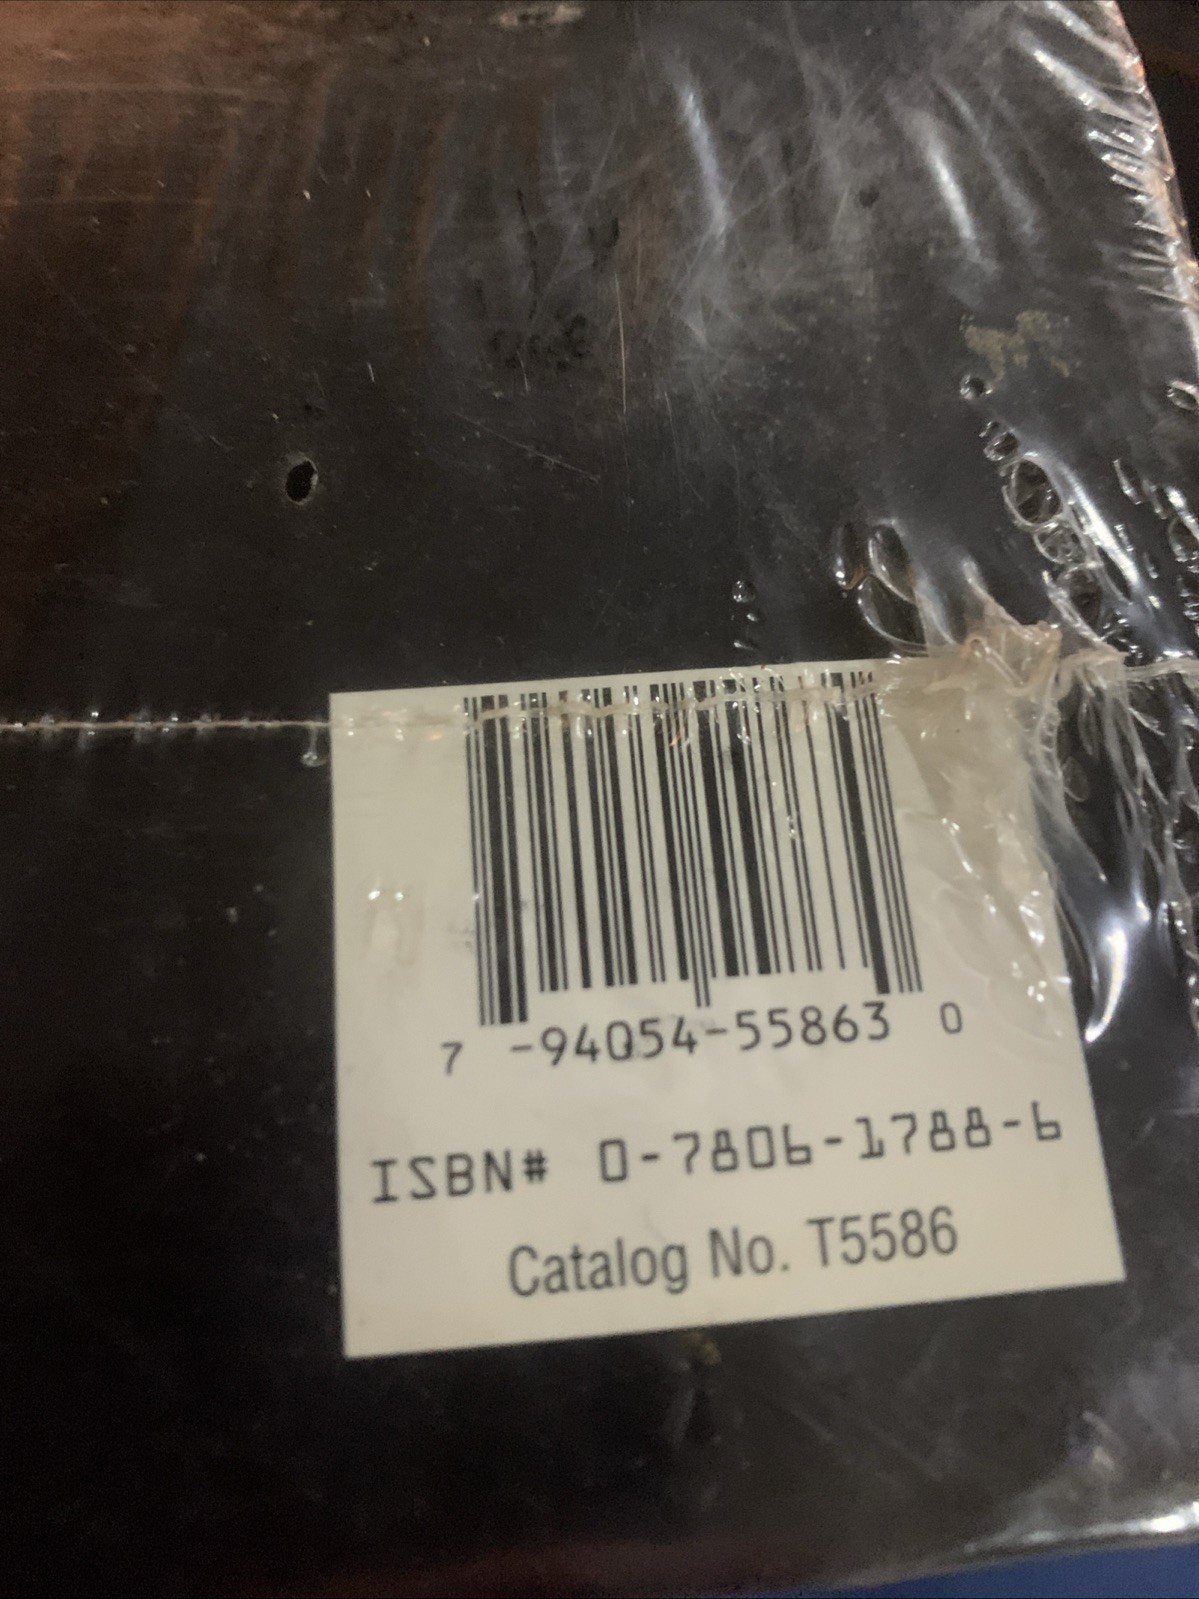 7 -94054-55863 0
ISBN# 0-7806-1788-6
Catalog No. T5586